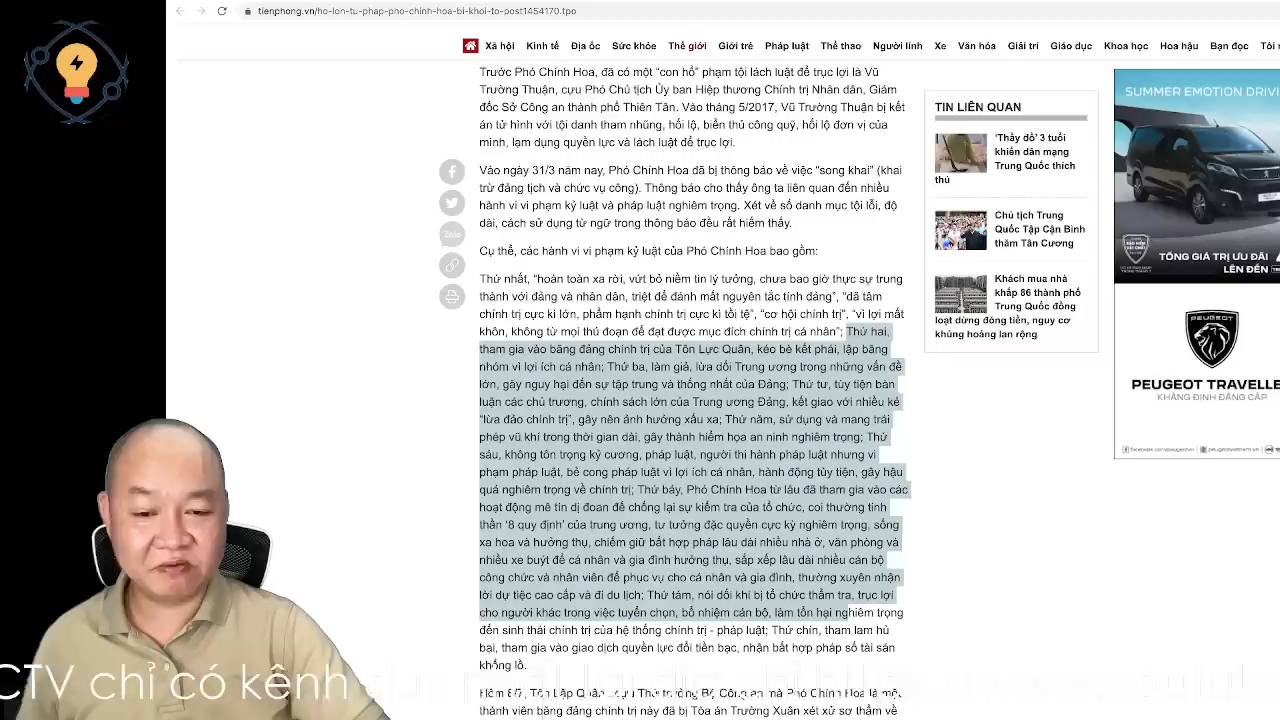 tienphong.vn/ho-lon-tu-phap-pho-chinh-hoa-bi-khoi-to-post1454170.tpo
Xã hội Kinh tế Địa ốc Sức khỏe Thế giới Giới trẻ Pháp luật Thể thao Người lính Xe Văn hóa Giải trí Giáo dục Khoa học Hoa hậu Bạn đọc Tôi
Trước Phó Chính Hoa, đã có một “con hổ” phạm tội lách luật để trục lợi là Vũ
Trường Thuận, cựu Phó Chủ tịch Ủy ban Hiệp thương Chính trị Nhân dân, Giám
đốc Sở Công an thành phố Thiên Tân. Vào tháng 5/2017, Vũ Trường Thuận bị kết
án tử hình với tội danh tham nhũng, hối lộ, biển thủ công quỹ, hối lộ đơn vị của
mình, lạm dụng quyền lực và lách luật để trục lợi.
Vào ngày 31/3 năm nay, Phó Chính Hoa đã bị thông báo về việc “song khai” (khai
trừ đảng tịch và chức vụ công). Thông báo cho thấy ông ta liên quan đến nhiều
hành vi vi phạm kỷ luật và pháp luật nghiêm trọng. Xét về số danh mục tội lỗi, độ
dài, cách sử dụng từ ngữ trong thông báo đều rất hiếm thấy.
Cụ thể, các hành vi vi phạm kỷ luật của Phó Chính Hoa bao gồm:
Thứ nhất, “hoàn toàn xa rời, vứt bỏ niềm tin lý tưởng, chưa bao giờ thực sự trung
thành với đảng và nhân dân, triệt để đánh mất nguyên tắc tính đảng”, “dã tâm
chính trị cực kì lớn, phẩm hạnh chính trị cực kì tồi tệ”, “cơ hội chính trị”, “vì lợi mất
khôn, không từ mọi thủ đoạn để đạt được mục đích chính trị cá nhân”; Thứ hai,
tham gia vào băng đảng chính trị của Tôn Lực Quân, kéo bè kết phái, lập băng
nhóm vì lợi ích cá nhân; Thứ ba, làm giả, lừa dối Trung ương trong những vấn đề
lớn, gây nguy hại đến sự tập trung và thống nhất của Đảng; Thứ tư, tùy tiện bàn
luận các chủ trương, chính sách lớn của Trung ương Đảng, kết giao với nhiều kẻ
“lừa đảo chính trị”, gây nên ảnh hưởng xấu xa; Thứ năm, sử dụng và mang trái
phép vũ khí trong thời gian dài, gây thành hiểm họa an ninh nghiêm trọng; Thứ
sáu, không tôn trọng kỷ cương, pháp luật, người thi hành pháp luật nhưng vi
phạm pháp luật, bẻ cong pháp luật vì lợi ích cá nhân, hành động tùy tiện, gây hậu
quả nghiêm trọng về chính trị; Thứ bảy, Phó Chính Hoa từ lâu đã tham gia vào các
hoạt động mê tín dị đoan để chống lại sự kiểm tra của tổ chức, coi thường tinh
thần ‘8 quy định’ của trung ương, tư tưởng đặc quyền cực kỳ nghiêm trọng, sống
xa hoa và hưởng thụ, chiếm giữ bất hợp pháp lâu dài nhiều nhà ở, văn phòng và
nhiều xe buýt để cá nhân và gia đình hưởng thụ, sắp xếp lâu dài nhiều cán bộ
công chức và nhân viên để phục vụ cho cá nhân và gia đình, thường xuyên nhận
lời dự tiệc cao cấp và đi du lịch; Thứ tám, nói dối khi bị tổ chức thẩm tra, trục lợi
cho người khác trong việc tuyển chọn, bổ nhiệm cán bộ, làm tổn hại nghiêm trọng
đến sinh thái chính trị của hệ thống chính trị - pháp luật; Thứ chín, tham lam hủ
bại, tham gia vào giao dịch quyền lực đổi tiền bạc, nhận bất hợp pháp số tài sản
khổng lồ.
thành viên băng đảng chính trị này đã bị Tòa án Trường Xuân xét xử sơ thẩm về
Zalo
TIN LIÊN QUAN
‘Thầy đồ’ 3 tuổi
khiến dân mạng
Trung Quốc thích
thú
Chủ tịch Trung
Quốc Tập Cận Bình
thăm Tân Cương
Khách mua nhà
khắp 86 thành phố
Trung Quốc đồng
loạt dừng đóng tiền, nguy cơ
khủng hoảng lan rộng
SUMMER EMOTION DRIVI
TỔNG GIÁ TRỊ ƯU ĐÃI
LÊN ĐẾN
PEUGEOT
PEUGEOT TRAVELLE
KHẲNG ĐỊNH ĐẲNG CẤP
CTV chỉ có kênh